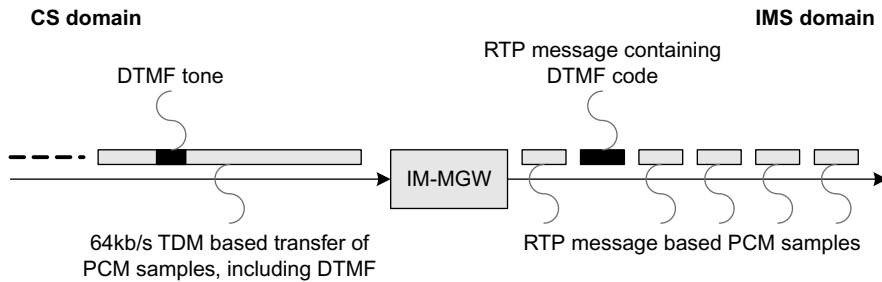 CS domain
IMS domain
DTMF tone
RTP message containing
DTMF code
IM-MGW
64kb/s TDM based transfer of
PCM samples, including DTMF
RTP message based PCM samples